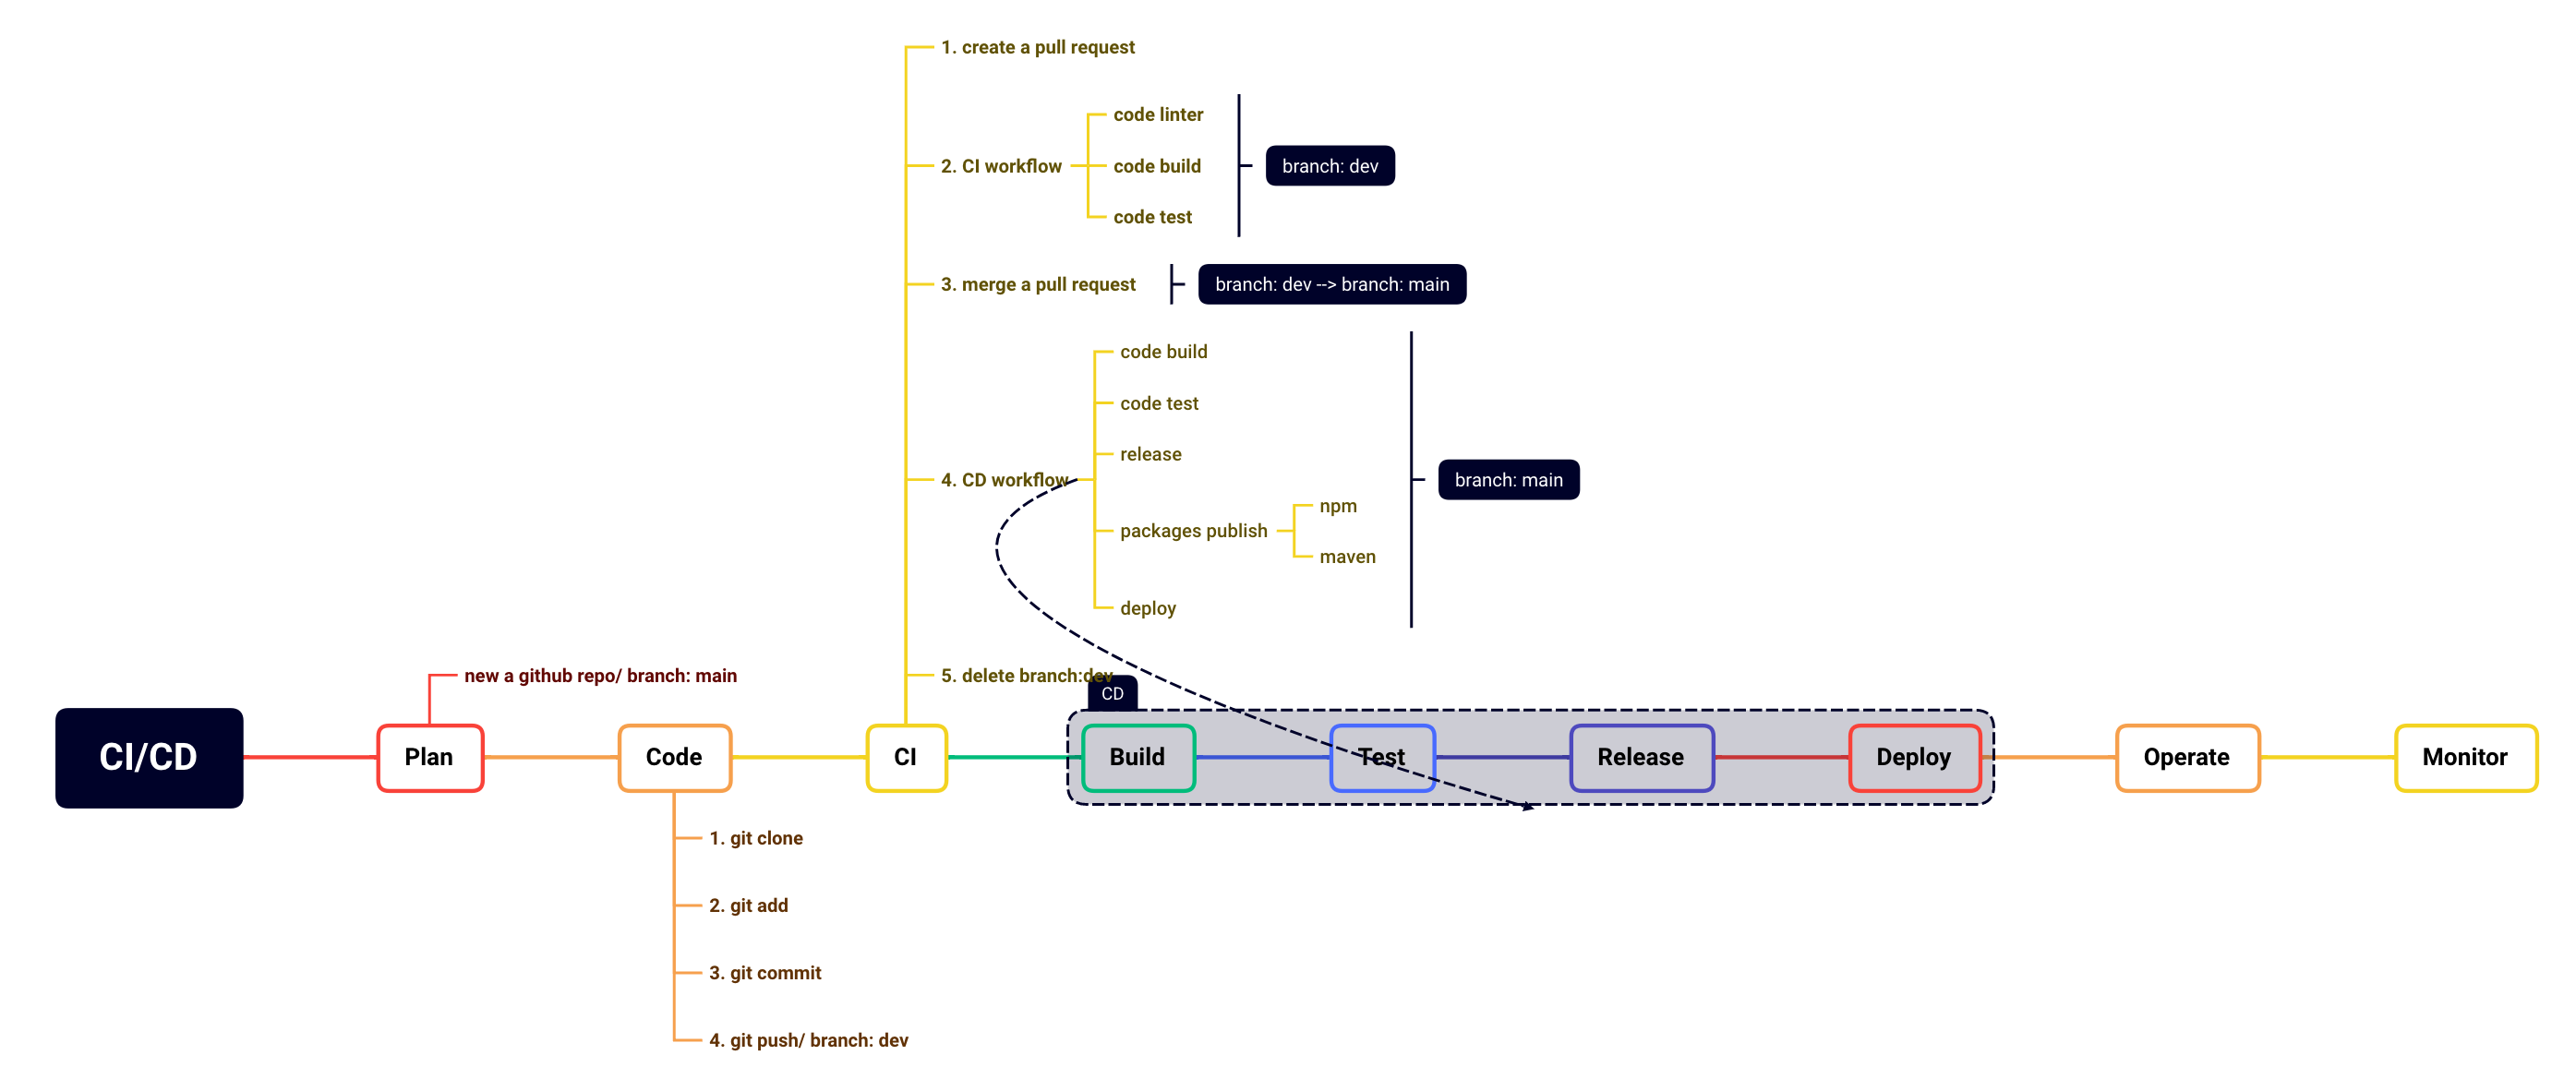 1. create a pull request
code linter
2. CI workflow
code build
branch: dev
code test
3. merge a pull request
branch: dev --> branch: main
code build
code test
release
4. CD workflow
branch: main
npm
packages publish
maven
deploy
new a github repo/ branch: main
5. delete branch:dev
CD
CI/CD
Plan
Code
CI
Build
Test
Release
Deploy
Operate
Monitor
1. git clone
2. git add
3. git commit
4. git push/ branch: dev